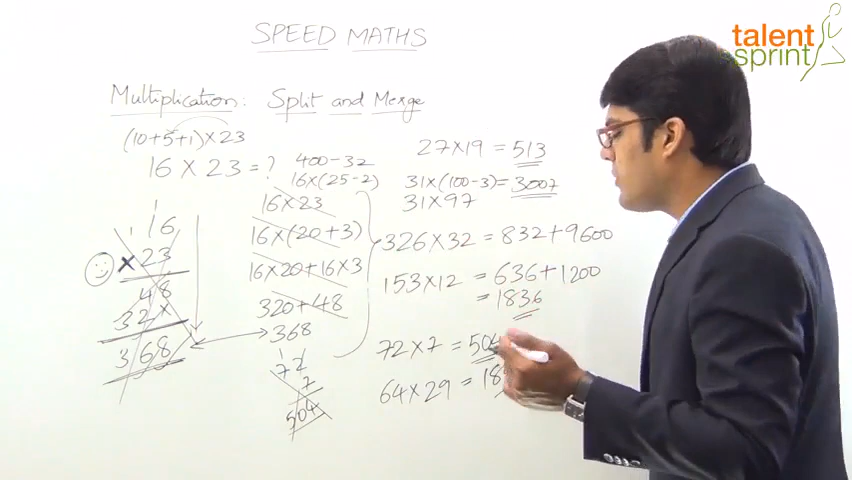 talent
sprint
SPEED MATHS
Multiplication: Split and Merge
(10+5+1)×23
16 × 23 = ?
400-32
16×(25-2)
16×23
16×(20+3)
16×20+16×3
320+48
368
1
1 16
× 23
48
32×
368
1
72
7
504
27×19 = 513
31×(100-3) = 3007
31×97
326×32 = 832+9600
153×12 = 636+1200
= 1836
72×7 = 504
64×29 = 18